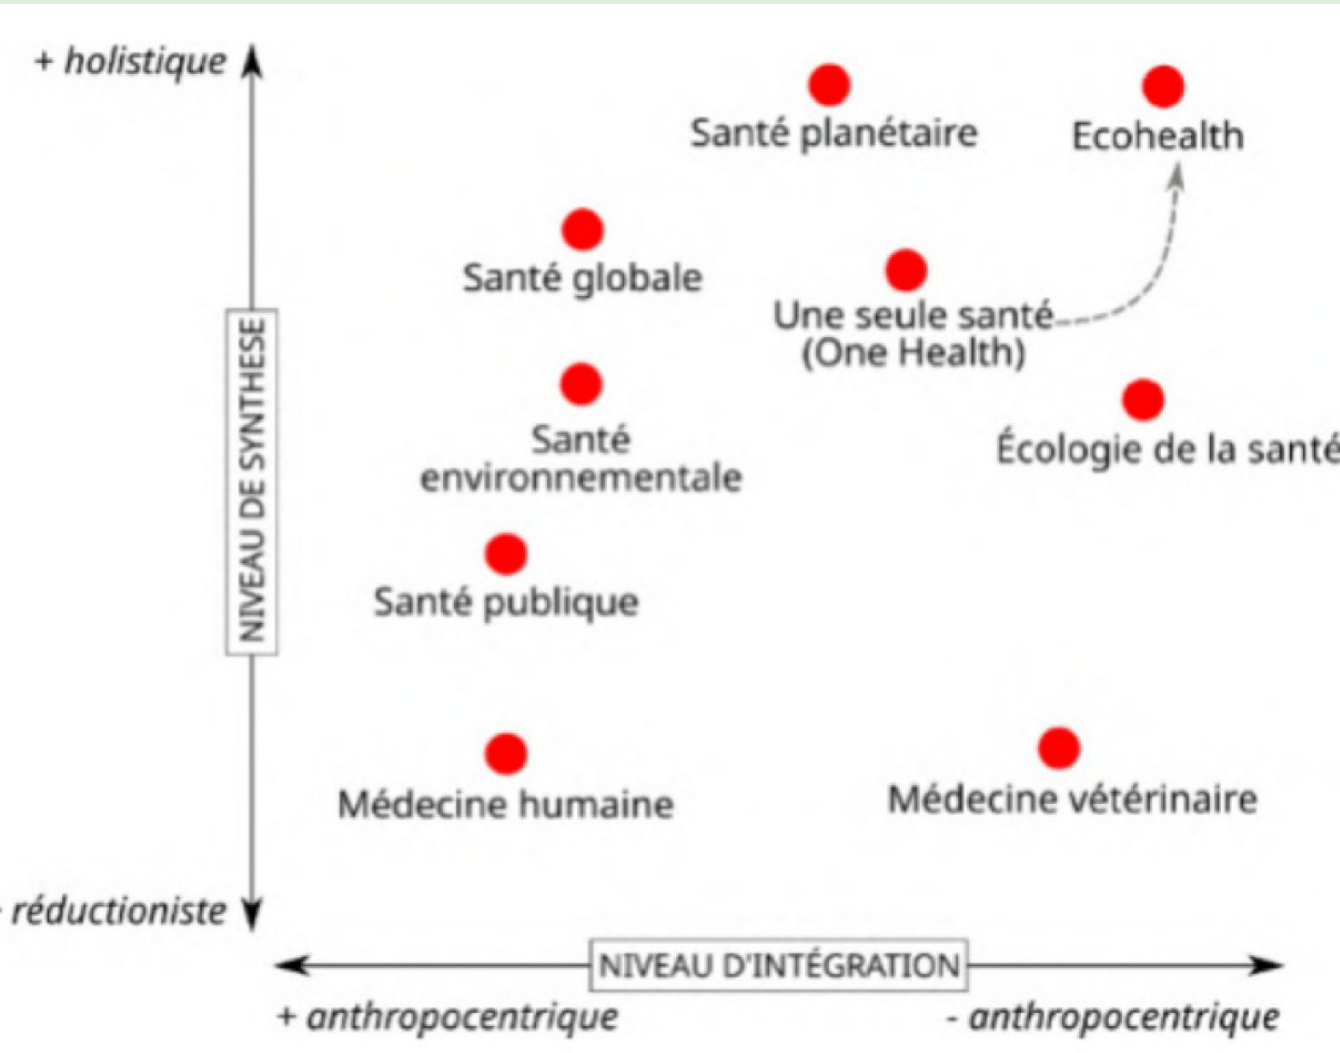 + holistique
Santé planétaire
Ecohealth
Santé globale
Une seule santé
(One Health)
NIVEAU DE SYNTHESE
Santé
environnementale
Écologie de la santé
Santé publique
Médecine humaine
Médecine vétérinaire
réductioniste
NIVEAU D'INTÉGRATION
+ anthropocentrique
- anthropocentrique